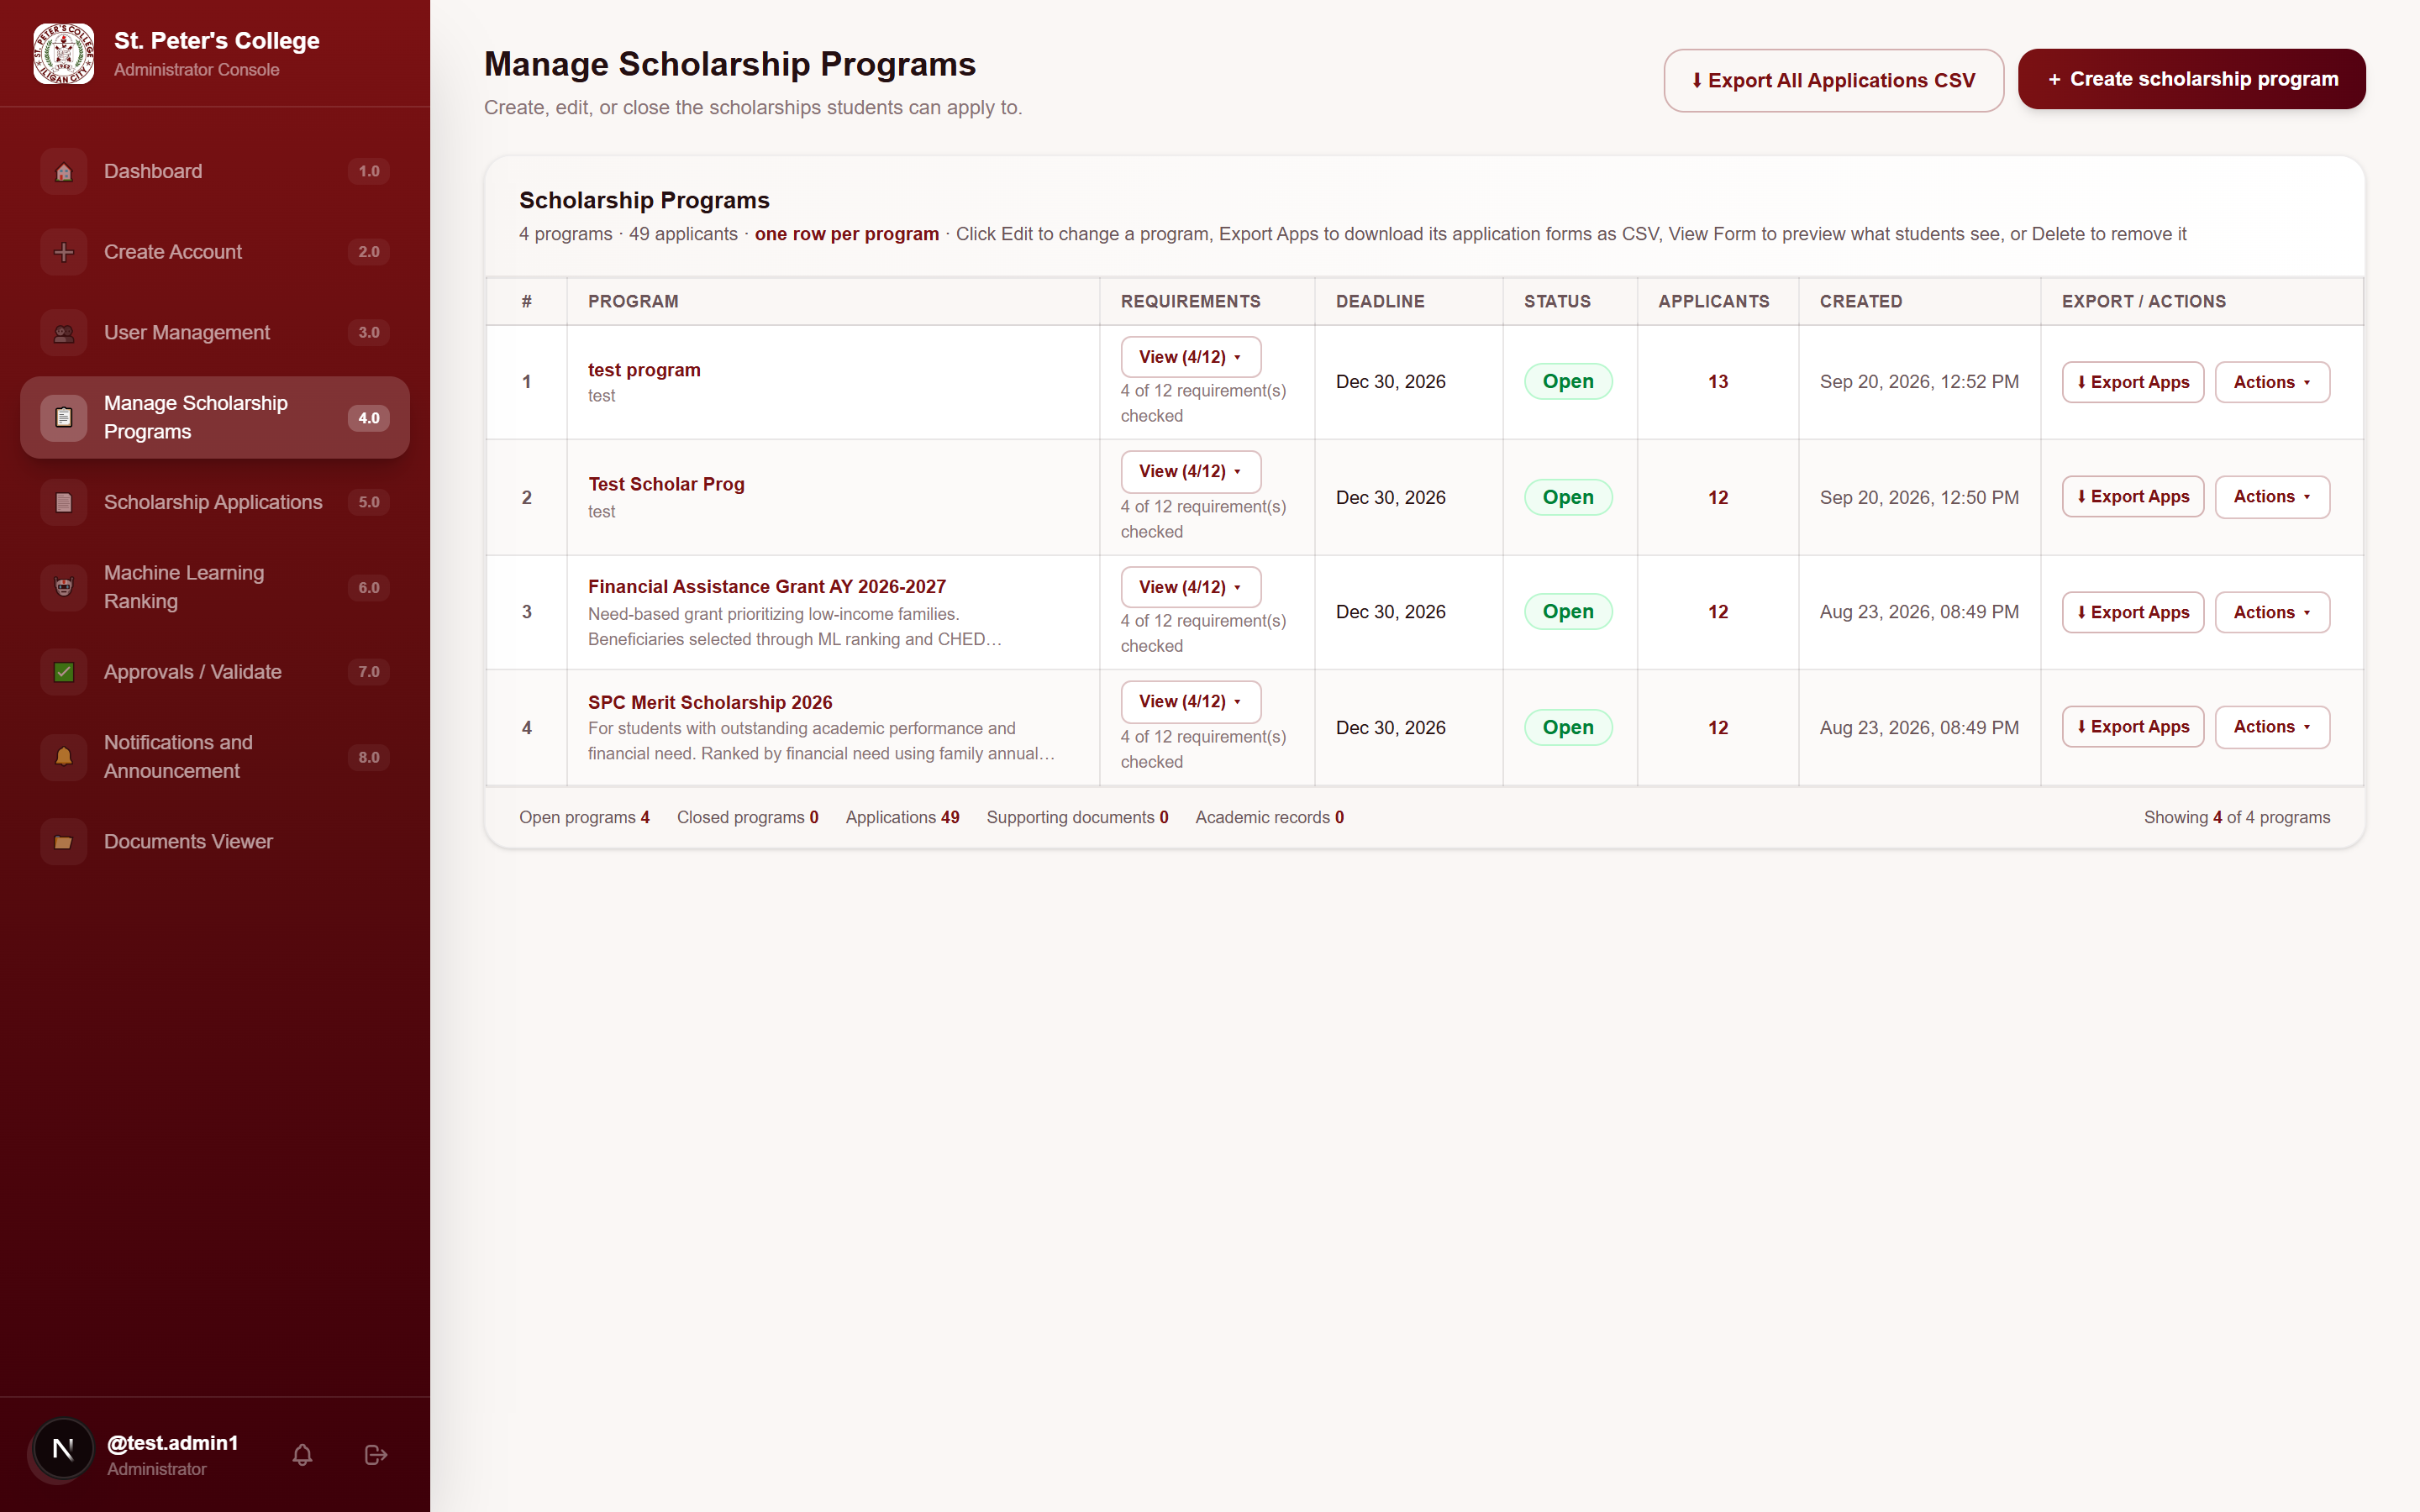 ST. PETER'S COLLEGE
ILIGAN CITY
St. Peter's College
Administrator Console
Dashboard 1.0
Create Account 2.0
User Management 3.0
Manage Scholarship
Programs
4.0
Scholarship Applications 5.0
Machine Learning
Ranking
6.0
Approvals / Validate 7.0
Notifications and
Announcement
8.0
Documents Viewer
N
@test.admin1
Administrator
Manage Scholarship Programs
Create, edit, or close the scholarships students can apply to.
⬇ Export All Applications CSV
+ Create scholarship program
Scholarship Programs
4 programs · 49 applicants · one row per program · Click Edit to change a program, Export Apps to download its application forms as CSV, View Form to preview what students see, or Delete to remove it
# PROGRAM REQUIREMENTS DEADLINE STATUS APPLICANTS CREATED EXPORT / ACTIONS
1
test program
test
View (4/12) ▾
4 of 12 requirement(s)
checked
Dec 30, 2026
Open
13
Sep 20, 2026, 12:52 PM
⬇ Export Apps
Actions ▾
2
Test Scholar Prog
test
View (4/12) ▾
4 of 12 requirement(s)
checked
Dec 30, 2026
Open
12
Sep 20, 2026, 12:50 PM
⬇ Export Apps
Actions ▾
3
Financial Assistance Grant AY 2026-2027
Need-based grant prioritizing low-income families.
Beneficiaries selected through ML ranking and CHED…
View (4/12) ▾
4 of 12 requirement(s)
checked
Dec 30, 2026
Open
12
Aug 23, 2026, 08:49 PM
⬇ Export Apps
Actions ▾
4
SPC Merit Scholarship 2026
For students with outstanding academic performance and
financial need. Ranked by financial need using family annual…
View (4/12) ▾
4 of 12 requirement(s)
checked
Dec 30, 2026
Open
12
Aug 23, 2026, 08:49 PM
⬇ Export Apps
Actions ▾
Open programs 4 Closed programs 0 Applications 49 Supporting documents 0 Academic records 0
Showing 4 of 4 programs